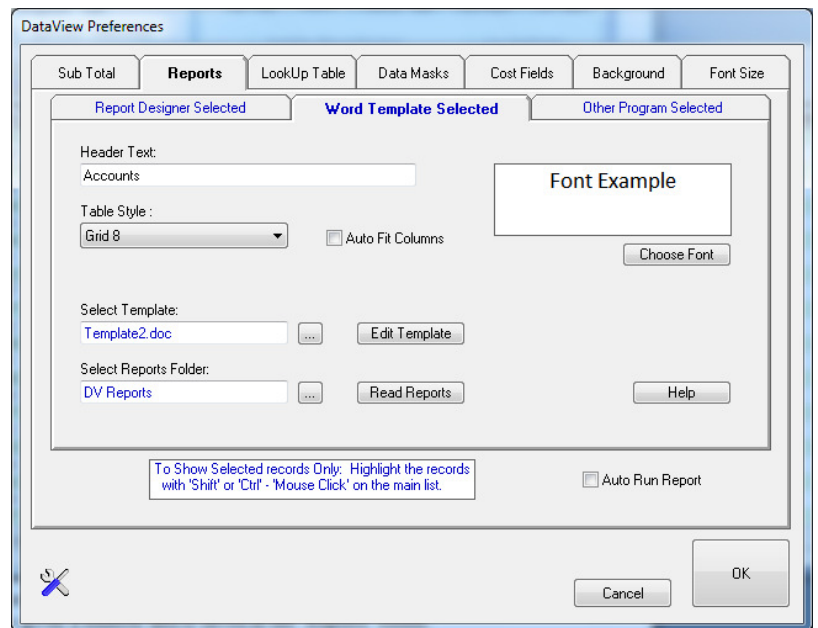 DataView Preferences
Sub Total
Reports
LookUp Table
Data Masks
Cost Fields
Background
Font Size
Report Designer Selected
Word Template Selected
Other Program Selected
Header Text:
Accounts
Font Example
Table Style :
Grid 8
Auto Fit Columns
Choose Font
Select Template:
Template2.doc
...
Edit Template
Select Reports Folder:
DV Reports
...
Read Reports
Help
To Show Selected records Only: Highlight the records
with 'Shift' or 'Ctrl' - 'Mouse Click' on the main list.
Auto Run Report
Cancel
OK